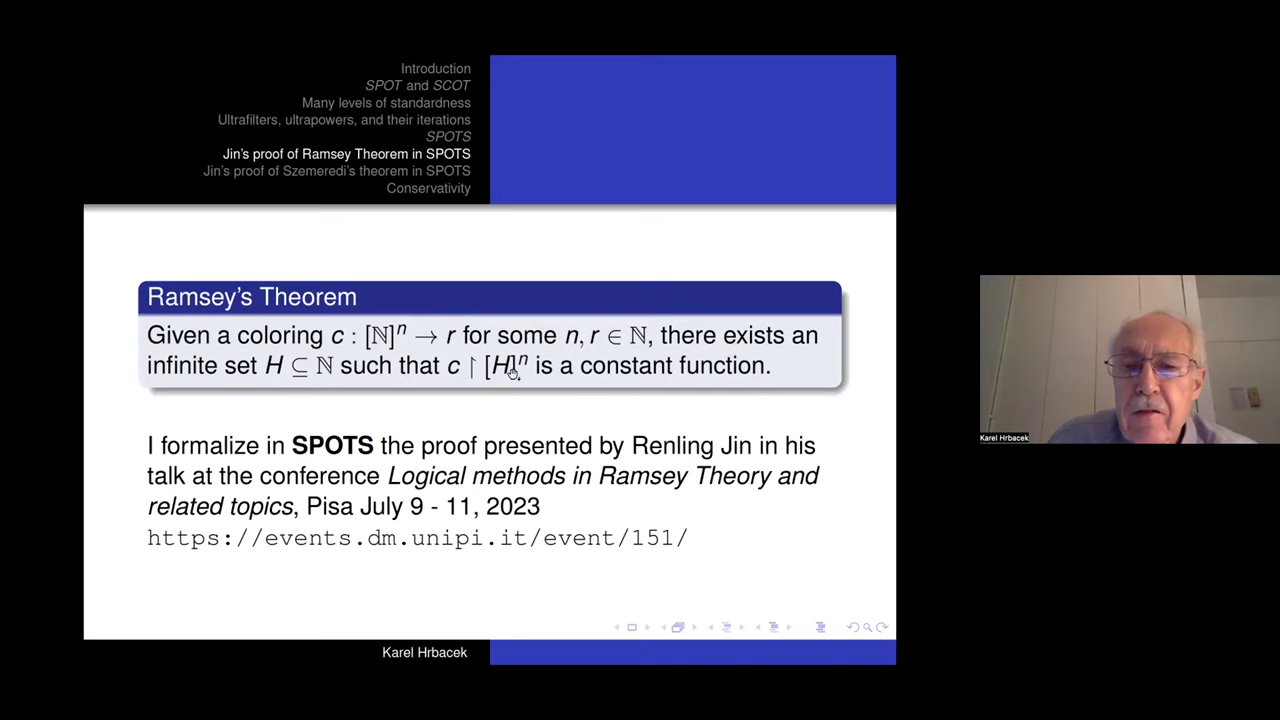 Introduction
SPOT and SCOT
Many levels of standardness
Ultrafilters, ultrapowers, and their iterations
SPOTS
Jin's proof of Ramsey Theorem in SPOTS
Jin's proof of Szemeredi's theorem in SPOTS
Conservativity
Ramsey's Theorem
Given a coloring c : [ℕ]ⁿ → r for some n, r ∈ ℕ, there exists an
infinite set H ⊆ ℕ such that c ↾ [H]ⁿ is a constant function.
I formalize in SPOTS the proof presented by Renling Jin in his
talk at the conference Logical methods in Ramsey Theory and
related topics, Pisa July 9 - 11, 2023
https://events.dm.unipi.it/event/151/
Karel Hrbacek
Karel Hrbacek